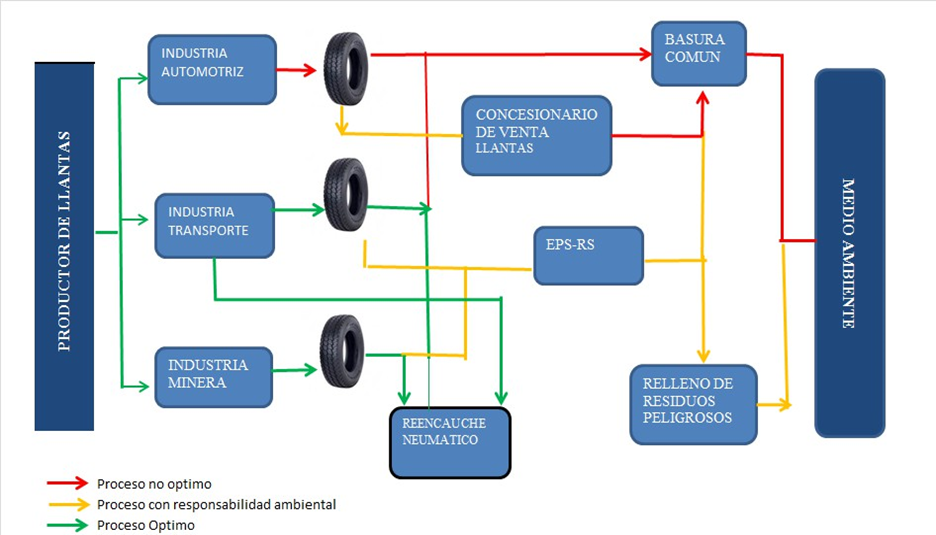 PRODUCTOR DE LLANTAS
INDUSTRIA
AUTOMOTRIZ
BASURA
COMUN
CONCESIONARIO
DE VENTA
LLANTAS
INDUSTRIA
TRANSPORTE
EPS-RS
MEDIO AMBIENTE
INDUSTRIA
MINERA
RELLENO DE
RESIDUOS
PELIGROSOS
REENCAUCHE
NEUMATICO
Proceso no optimo
Proceso con responsabilidad ambiental
Proceso Optimo